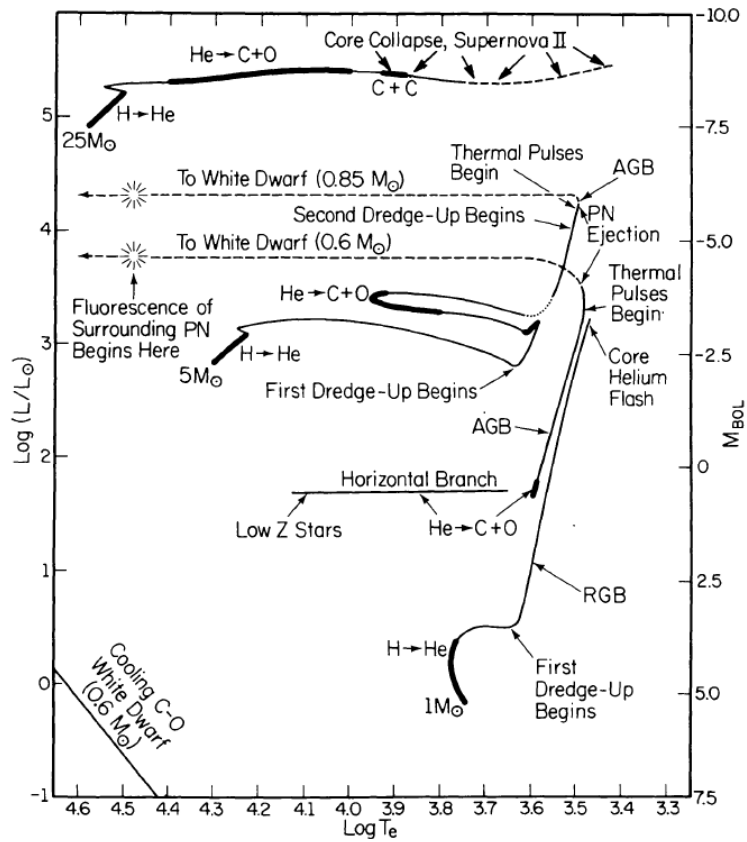 -10.0
Core Collapse, Supernova II
He→C+O
C+C
5
H→He
25M⊙
-7.5
Thermal Pulses
Begin
AGB
To White Dwarf (0.85 M⊙)
Second Dredge-Up Begins
PN
Ejection
4
To White Dwarf (0.6 M⊙)
-5.0
Thermal
Pulses
Begin
He→C+O
Fluorescence of
Surrounding PN
Begins Here
3
H→He
5M⊙
Core
Helium
Flash
-2.5
First Dredge-Up Begins
AGB
Log (L/L⊙)
M BOL
2
Horizontal Branch
0
Low Z Stars
He→C+O
1
RGB
2.5
H→He
First
Dredge-Up
Begins
1M⊙
0
5.0
Cooling C-O
White Dwarf
(0.6 M⊙)
-1
7.5
4.6 4.5 4.4 4.3 4.2 4.1 4.0 3.9 3.8 3.7 3.6 3.5 3.4 3.3
Log Te